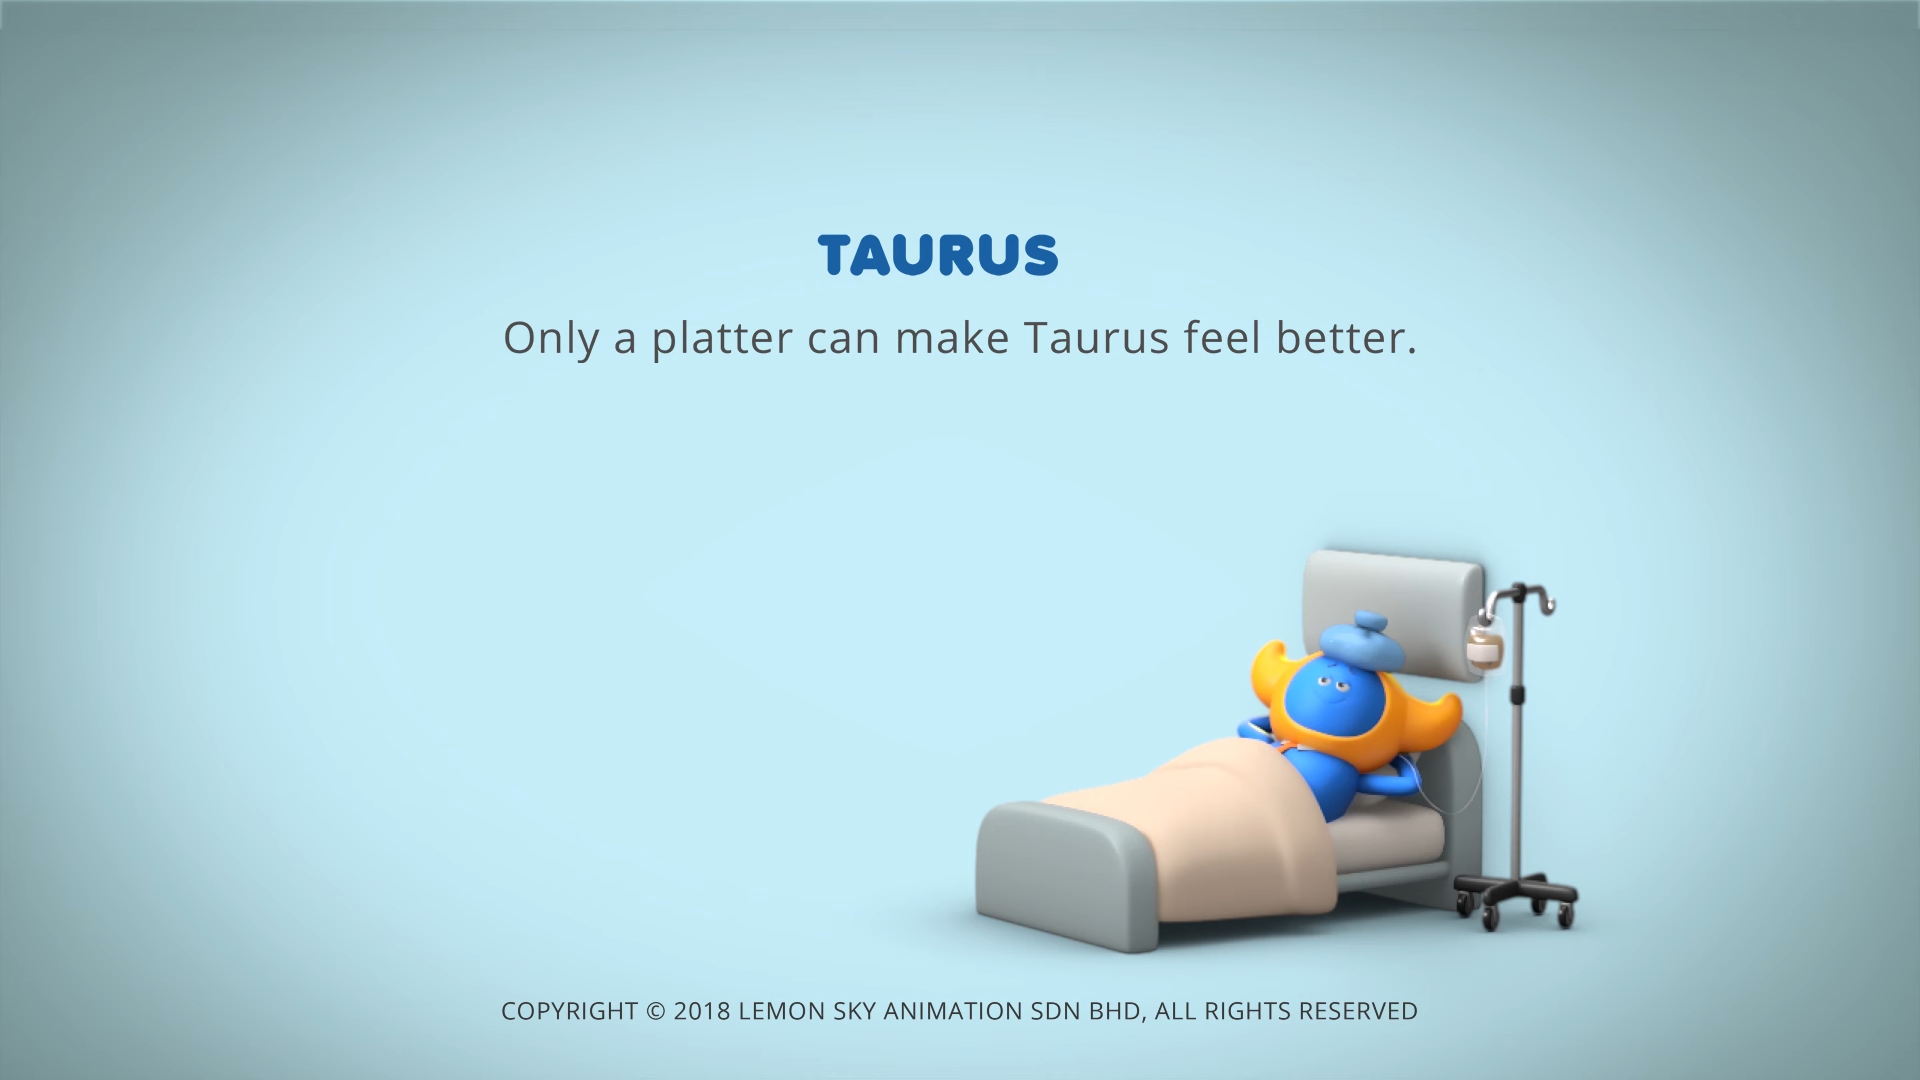 TAURUS
Only a platter can make Taurus feel better.
COPYRIGHT © 2018 LEMON SKY ANIMATION SDN BHD, ALL RIGHTS RESERVED